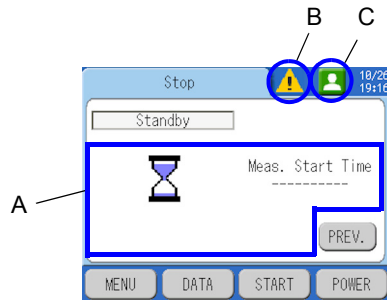 B C
Stop 10/26
19:16
Standby
A
Meas. Start Time
----------
PREV.
MENU DATA START POWER